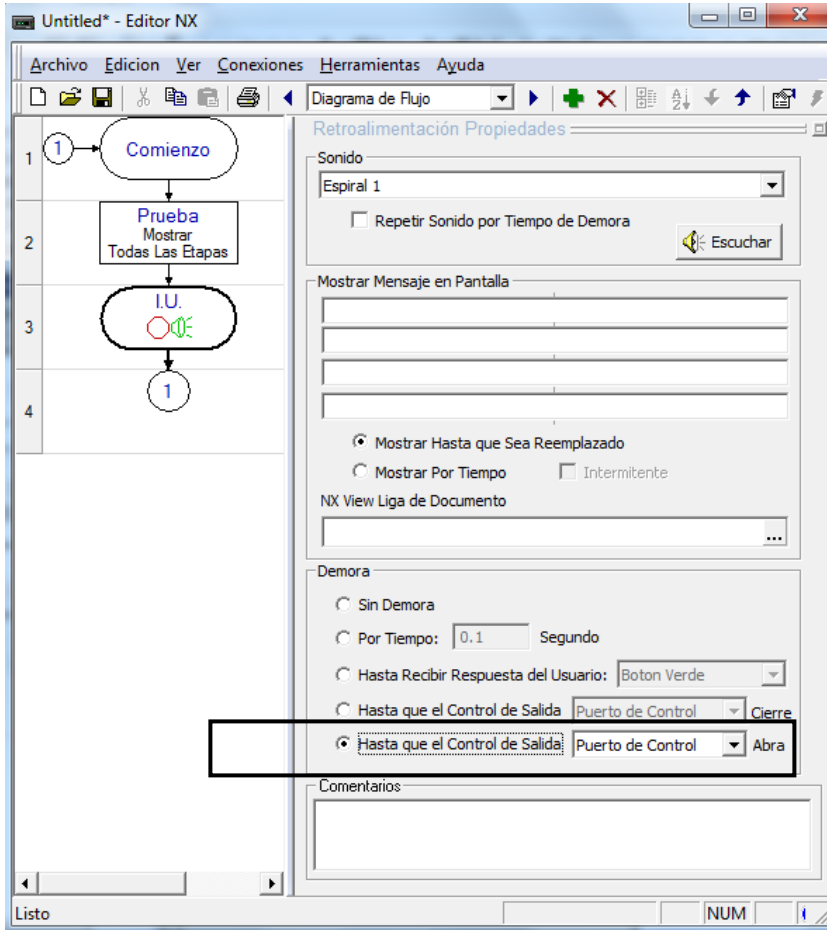 Untitled* - Editor NX
Archivo Edicion Ver Conexiones Herramientas Ayuda
Diagrama de Flujo
1
1
Comienzo
2
Prueba
Mostrar
Todas Las Etapas
3
I.U.
4
1
Retroalimentación Propiedades
Sonido
Espiral 1
Repetir Sonido por Tiempo de Demora
Escuchar
Mostrar Mensaje en Pantalla
Mostrar Hasta que Sea Reemplazado
Mostrar Por Tiempo Intermitente
NX View Liga de Documento
...
Demora
Sin Demora
Por Tiempo: 0.1 Segundo
Hasta Recibir Respuesta del Usuario: Boton Verde
Hasta que el Control de Salida Puerto de Control Cierre
Hasta que el Control de Salida Puerto de Control Abra
Comentarios
Listo NUM